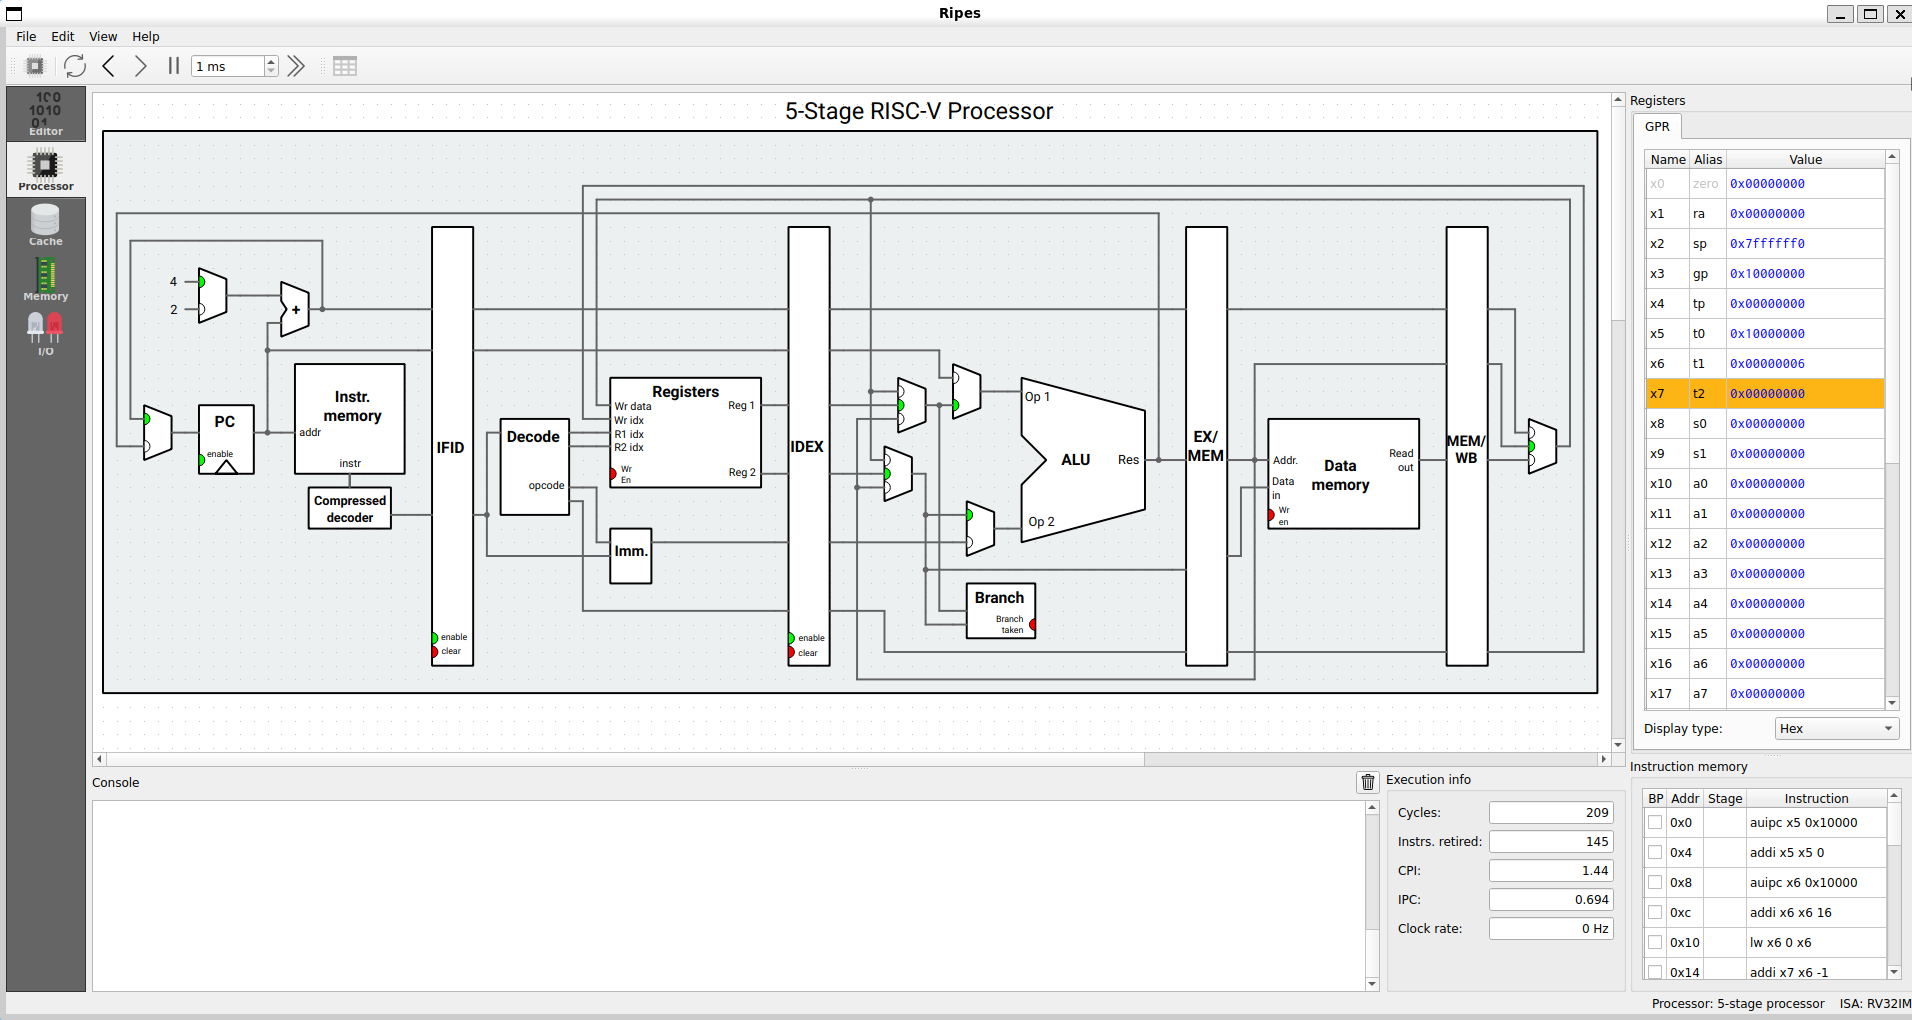 Ripes
File Edit View Help
1 ms
Editor
Processor
Cache
Memory
I/O
5-Stage RISC-V Processor
4
2
+
PC
enable
Instr. memory
addr
instr
Compressed decoder
IFID
enable
clear
Decode
opcode
Registers
Wr data
Wr idx
R1 idx
R2 idx
Wr En
Reg 1
Reg 2
Imm.
IDEX
enable
clear
Op 1
ALU
Res
Op 2
Branch
Branch taken
EX/
MEM
Addr.
Data in
Wr en
Data memory
Read out
MEM/
WB
Registers
GPR
Name Alias Value
x0 zero 0x00000000
x1 ra 0x00000000
x2 sp 0x7ffffff0
x3 gp 0x10000000
x4 tp 0x00000000
x5 t0 0x10000000
x6 t1 0x00000006
x7 t2 0x00000000
x8 s0 0x00000000
x9 s1 0x00000000
x10 a0 0x00000000
x11 a1 0x00000000
x12 a2 0x00000000
x13 a3 0x00000000
x14 a4 0x00000000
x15 a5 0x00000000
x16 a6 0x00000000
x17 a7 0x00000000
Display type: Hex
Console
Execution info
Cycles: 209
Instrs. retired: 145
CPI: 1.44
IPC: 0.694
Clock rate: 0 Hz
Instruction memory
BP Addr Stage Instruction
0x0 auipc x5 0x10000
0x4 addi x5 x5 0
0x8 auipc x6 0x10000
0xc addi x6 x6 16
0x10 lw x6 0 x6
0x14 addi x7 x6 -1
Processor: 5-stage processor ISA: RV32IM